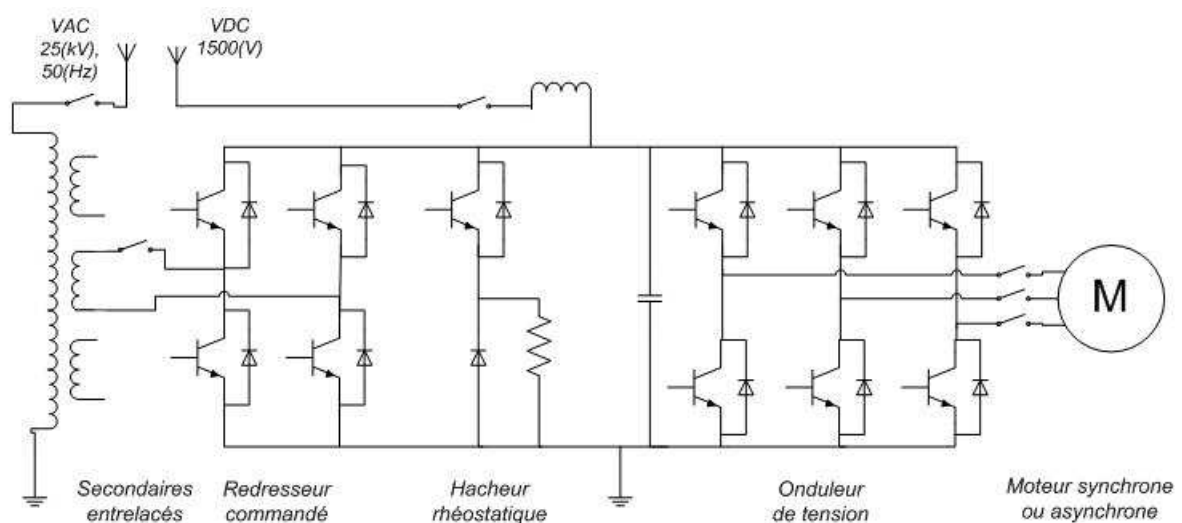 VAC
25(kV),
50(Hz)
VDC
1500(V)
M
Secondaires
entrelacés
Redresseur
commandé
Hacheur
rhéostatique
Onduleur
de tension
Moteur synchrone
ou asynchrone